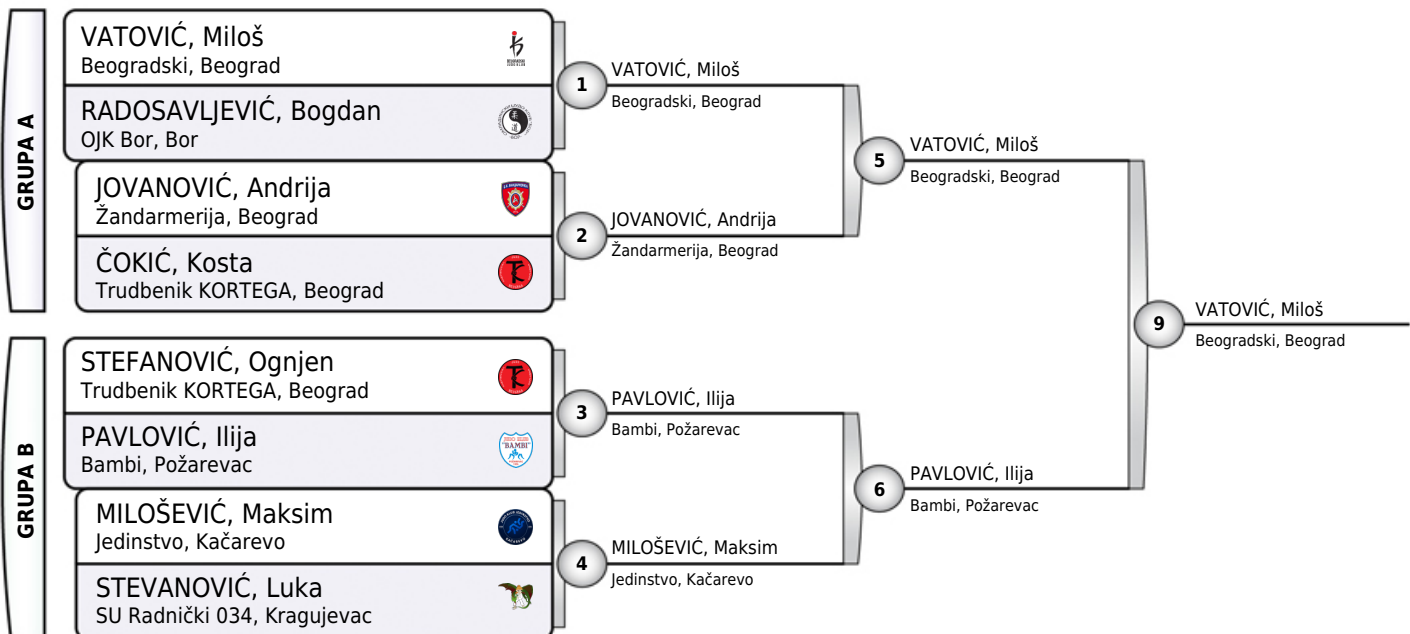 GRUPA A
VATOVIĆ, Miloš
Beogradski, Beograd
RADOSAVLJEVIĆ, Bogdan
OJK Bor, Bor
JOVANOVIĆ, Andrija
Žandarmerija, Beograd
ČOKIĆ, Kosta
Trudbenik KORTEGA, Beograd
1
VATOVIĆ, Miloš
Beogradski, Beograd
2
JOVANOVIĆ, Andrija
Žandarmerija, Beograd
5
VATOVIĆ, Miloš
Beogradski, Beograd
GRUPA B
STEFANOVIĆ, Ognjen
Trudbenik KORTEGA, Beograd
PAVLOVIĆ, Ilija
Bambi, Požarevac
"BAMBI"
MILOŠEVIĆ, Maksim
Jedinstvo, Kačarevo
STEVANOVIĆ, Luka
SU Radnički 034, Kragujevac
3
PAVLOVIĆ, Ilija
Bambi, Požarevac
4
MILOŠEVIĆ, Maksim
Jedinstvo, Kačarevo
6
PAVLOVIĆ, Ilija
Bambi, Požarevac
9
VATOVIĆ, Miloš
Beogradski, Beograd